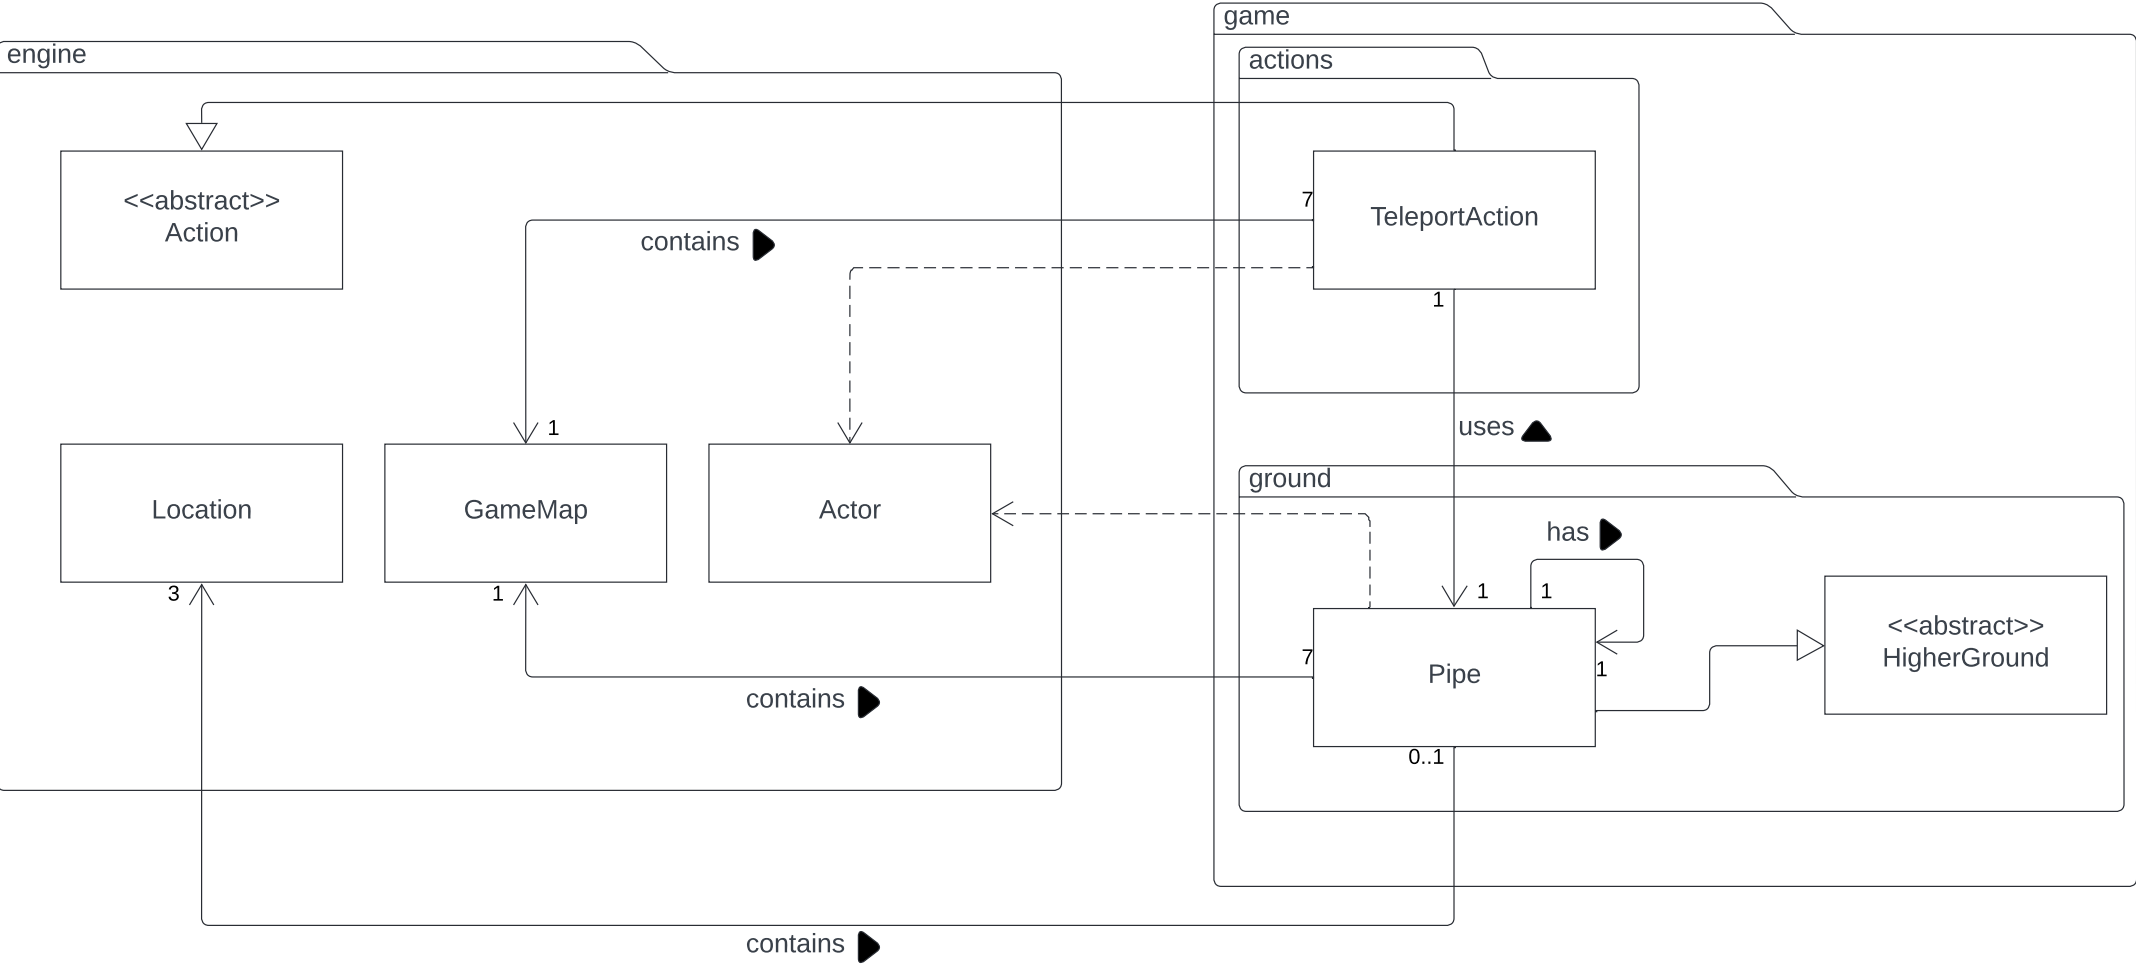 game
engine
actions
<<abstract>>
Action
7
TeleportAction
contains
1
uses
1
Location
GameMap
Actor
ground
has
3
1
1
1
<<abstract>>
HigherGround
7
Pipe
1
contains
0..1
contains